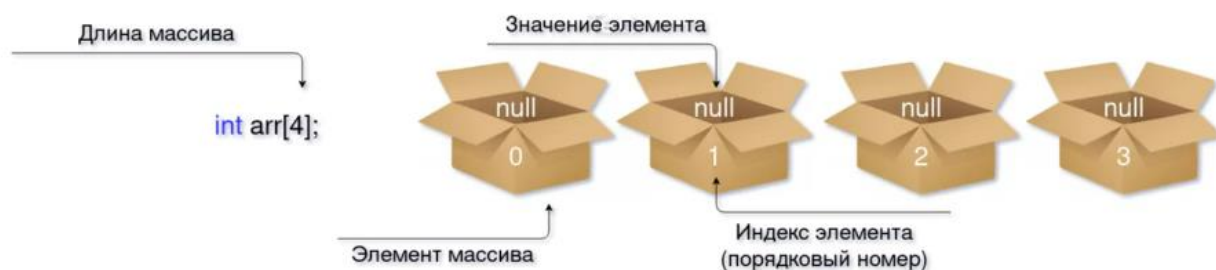 Длина массива
Значение элемента
int arr[4];
null
null
null
null
0
1
2
3
Элемент массива
Индекс элемента
(порядковый номер)